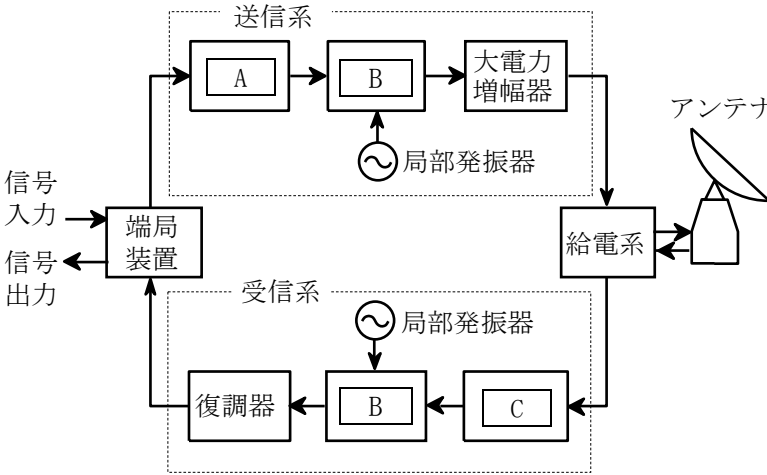 送信系
A
B
大電力
増幅器
局部発振器
アンテナ
信号
入力
端局
装置
信号
出力
給電系
受信系
局部発振器
復調器
B
C